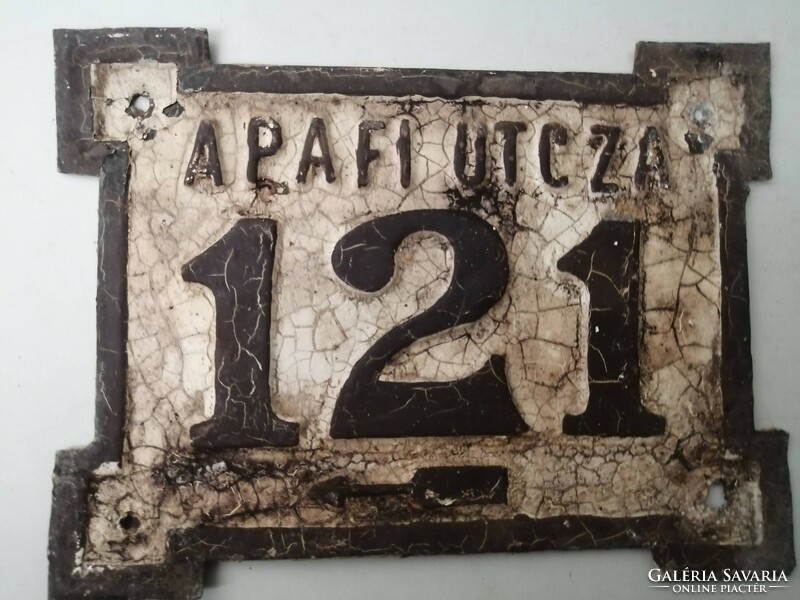 APAFI UTCZA
121
GALÉRIA SAVARIA
ONLINE PIACTÉR